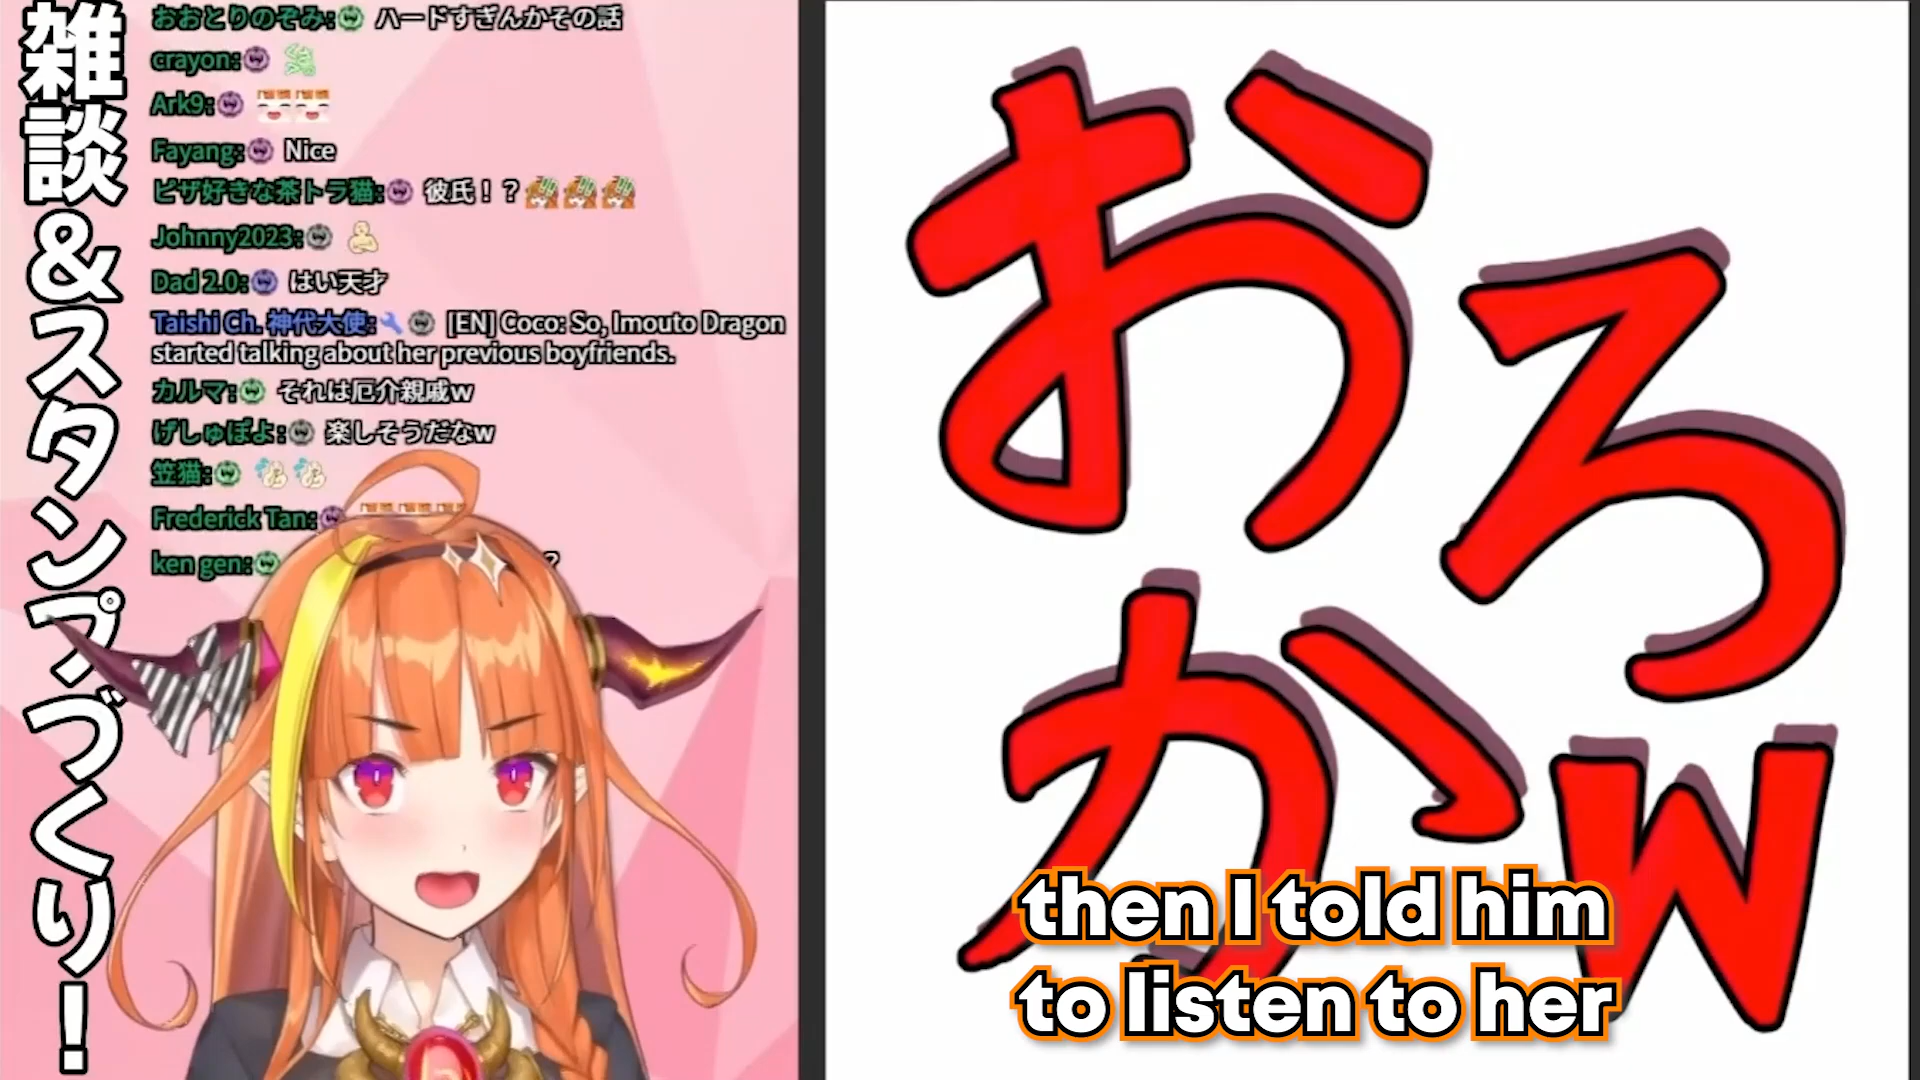 雑談&スタンプづくり!
おおとりのぞみ: ハードすぎんかその話
crayon:
Ark9:
Fayang: Nice
ピザ好きな茶トラ猫: 彼氏!?
Johnny2023:
Dad 2.0: はい天才
Taishi Ch. 神代大使: [EN] Coco: So, Imouto Dragon
started talking about her previous boyfriends.
カルマ: それは厄介親戚w
げしゅぽよ: 楽しそうだなw
笠猫:
Frederick Tan:
ken gen: ?
おろ
かw
then I told him
to listen to her